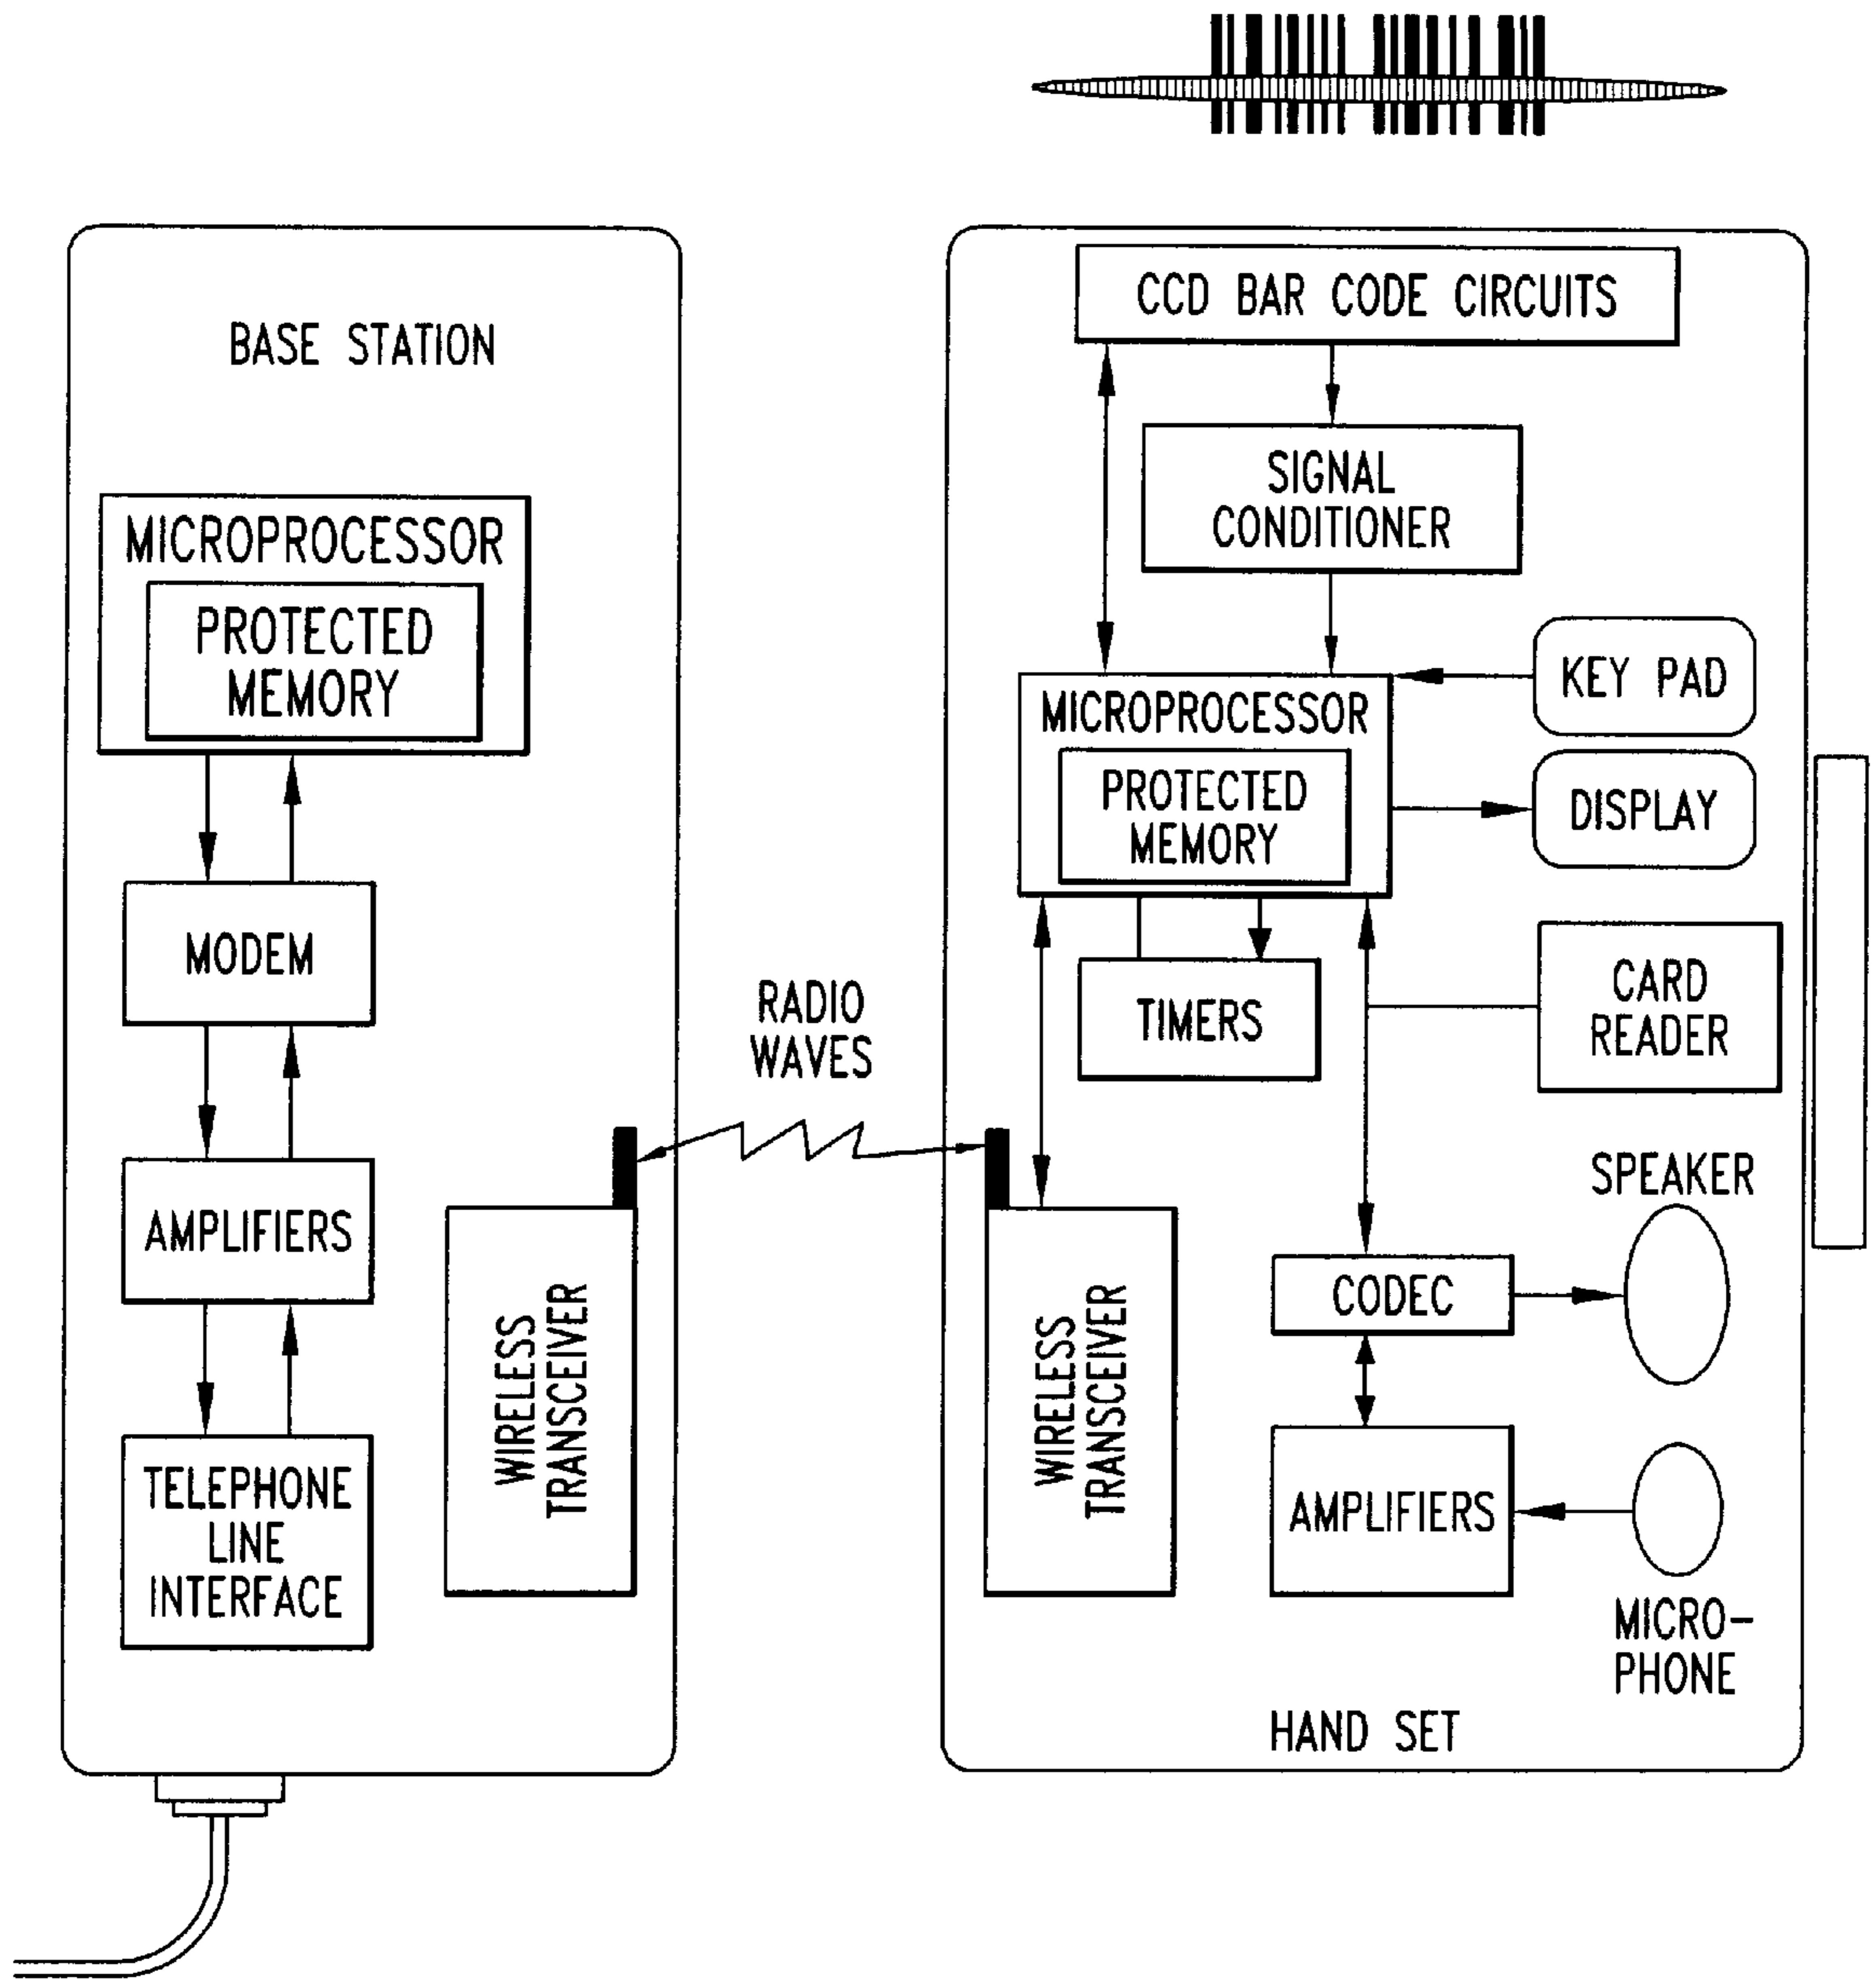 BASE STATION
MICROPROCESSOR
PROTECTED
MEMORY
MODEM
AMPLIFIERS
TELEPHONE
LINE
INTERFACE
WIRELESS
TRANSCEIVER
RADIO
WAVES
CCD BAR CODE CIRCUITS
SIGNAL
CONDITIONER
KEY PAD
MICROPROCESSOR
PROTECTED
MEMORY
DISPLAY
TIMERS
CARD
READER
SPEAKER
CODEC
WIRELESS
TRANSCEIVER
AMPLIFIERS
MICRO-
PHONE
HAND SET